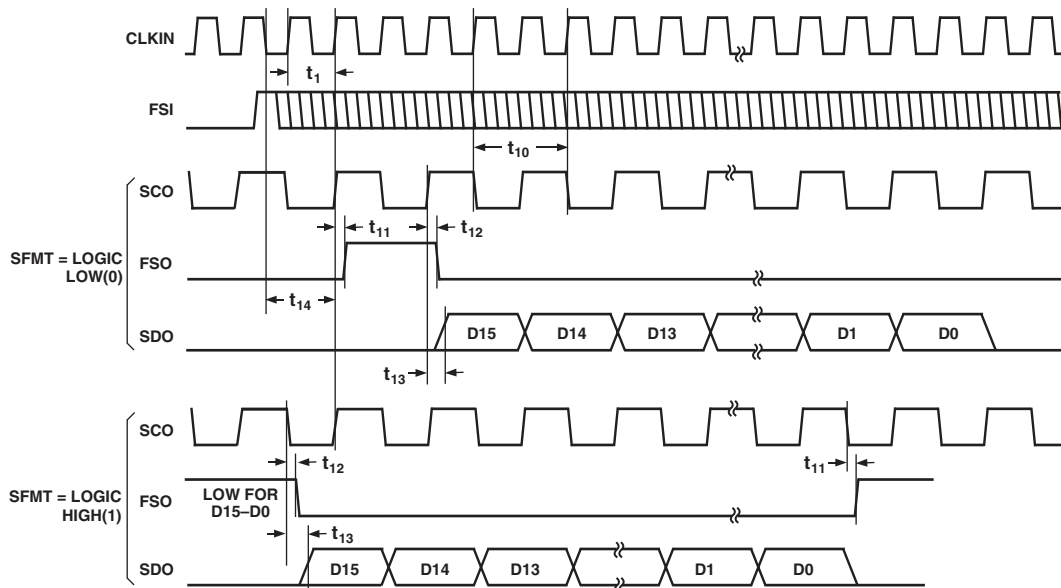 CLKIN
t1
FSI
t10
SCO
t11
t12
SFMT = LOGIC
LOW(0)
FSO
t14
SDO
D15
D14
D13
D1
D0
t13
SCO
t12
t11
SFMT = LOGIC
HIGH(1)
FSO
LOW FOR
D15–D0
t13
SDO
D15
D14
D13
D1
D0